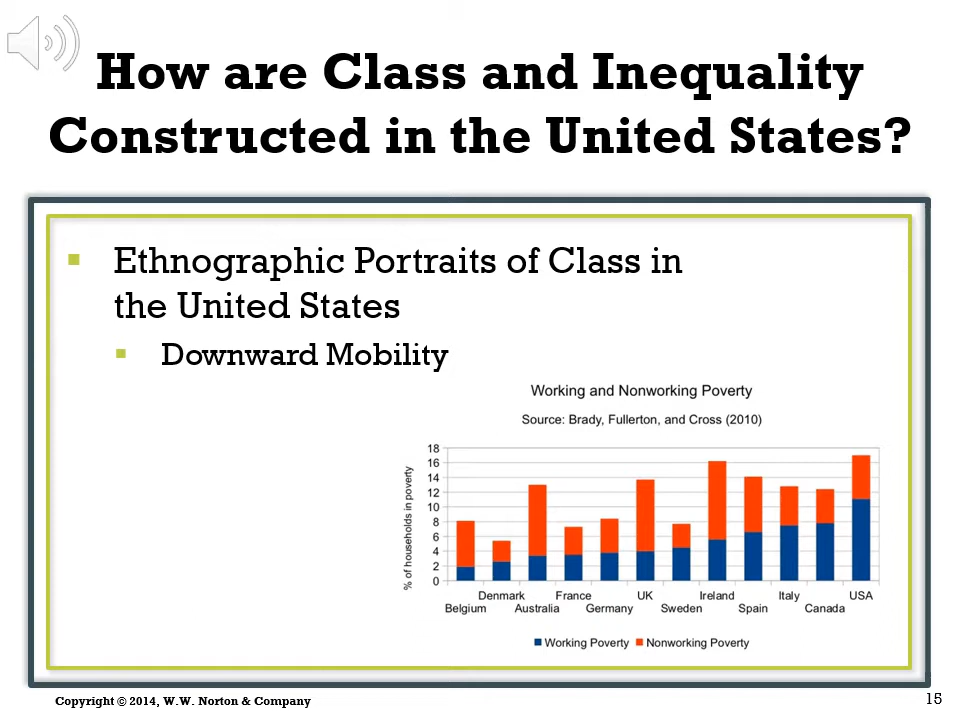 How are Class and Inequality
Constructed in the United States?
Ethnographic Portraits of Class in
the United States
Downward Mobility
Working and Nonworking Poverty
Source: Brady, Fullerton, and Cross (2010)
% of households in poverty
18
16
14
12
10
8
6
4
2
0
Denmark France UK Ireland Italy USA
Belgium Australia Germany Sweden Spain Canada
Working Poverty Nonworking Poverty
Copyright © 2014, W.W. Norton & Company
15